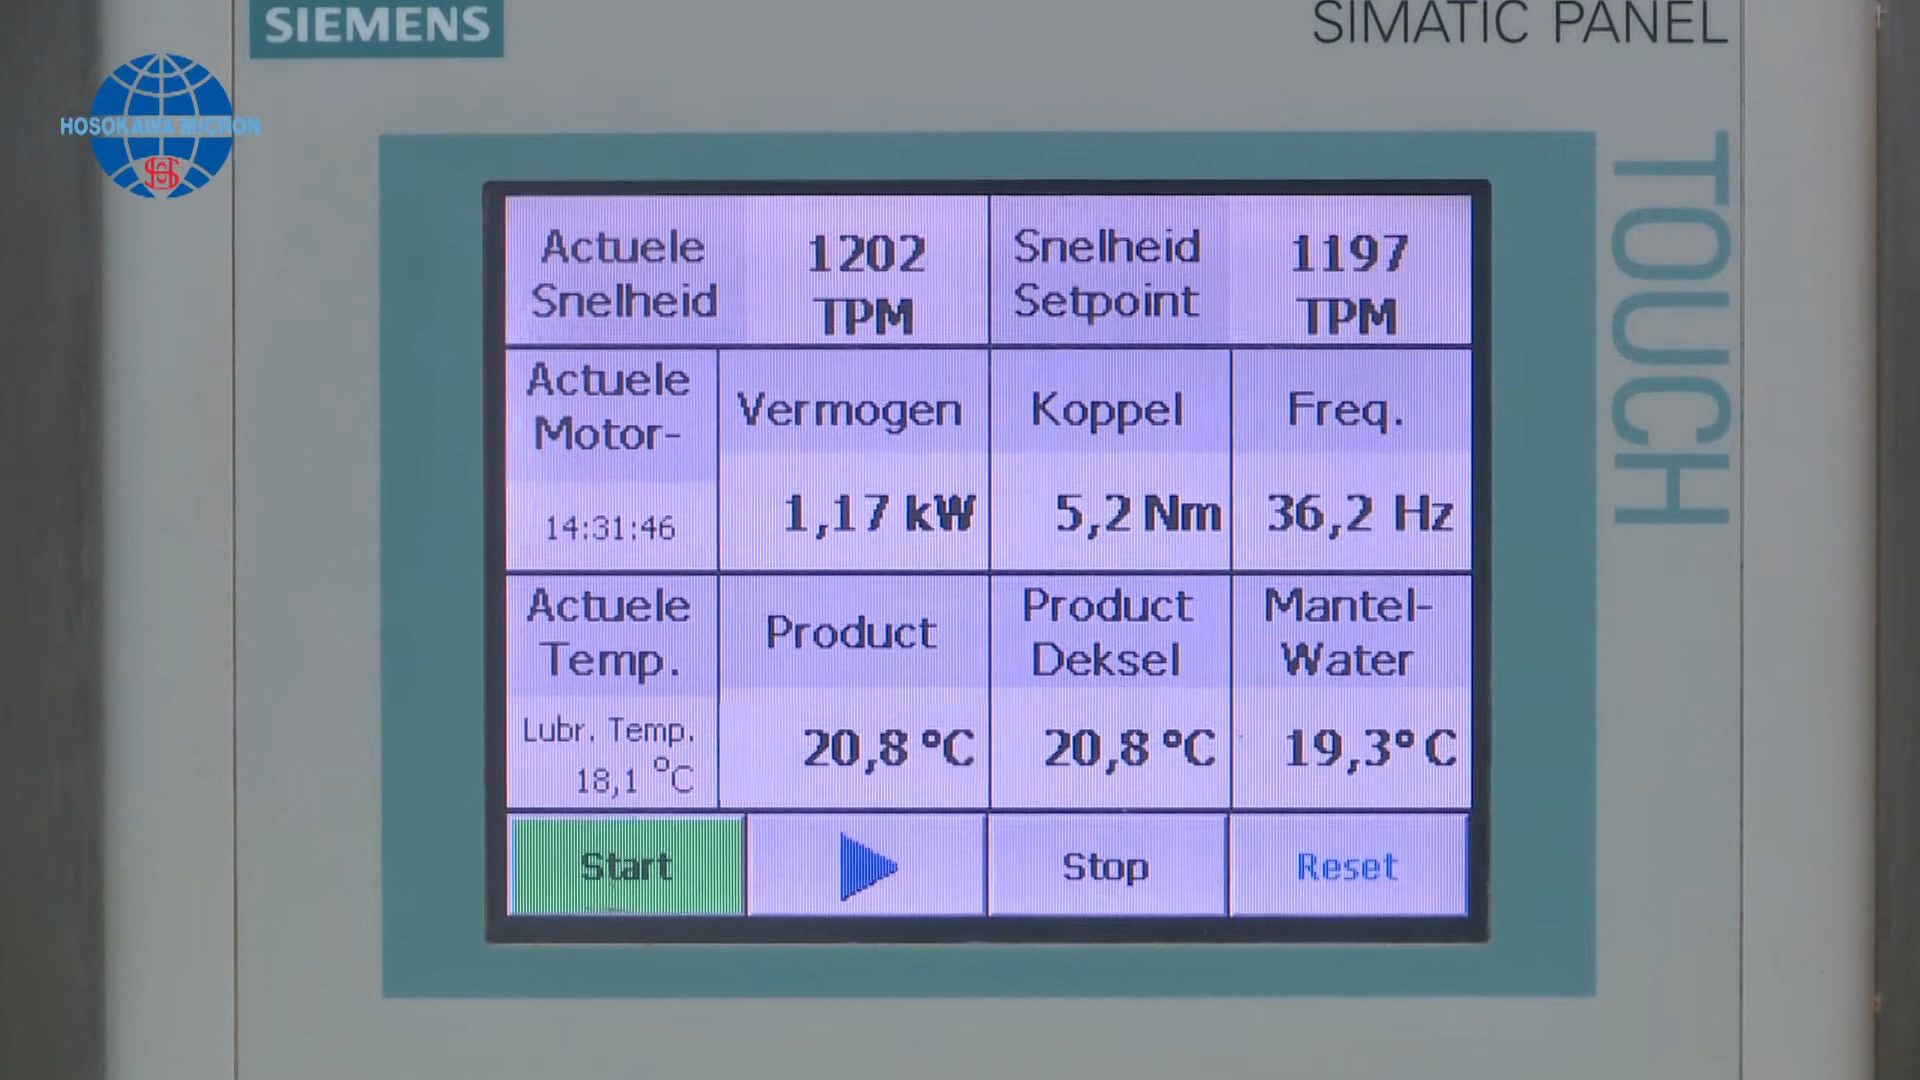 SIEMENS
SIMATIC PANEL
HOSOKAWA MICRON
TOUCH
Actuele
Snelheid
1202
TPM
Snelheid
Setpoint
1197
TPM
Actuele
Motor-
14:31:46
Vermogen
1,17 kW
Koppel
5,2 Nm
Freq.
36,2 Hz
Actuele
Temp.
Lubr. Temp.
18,1 °C
Product
20,8 °C
Product
Deksel
20,8 °C
Mantel-
Water
19,3 °C
Start
Stop
Reset